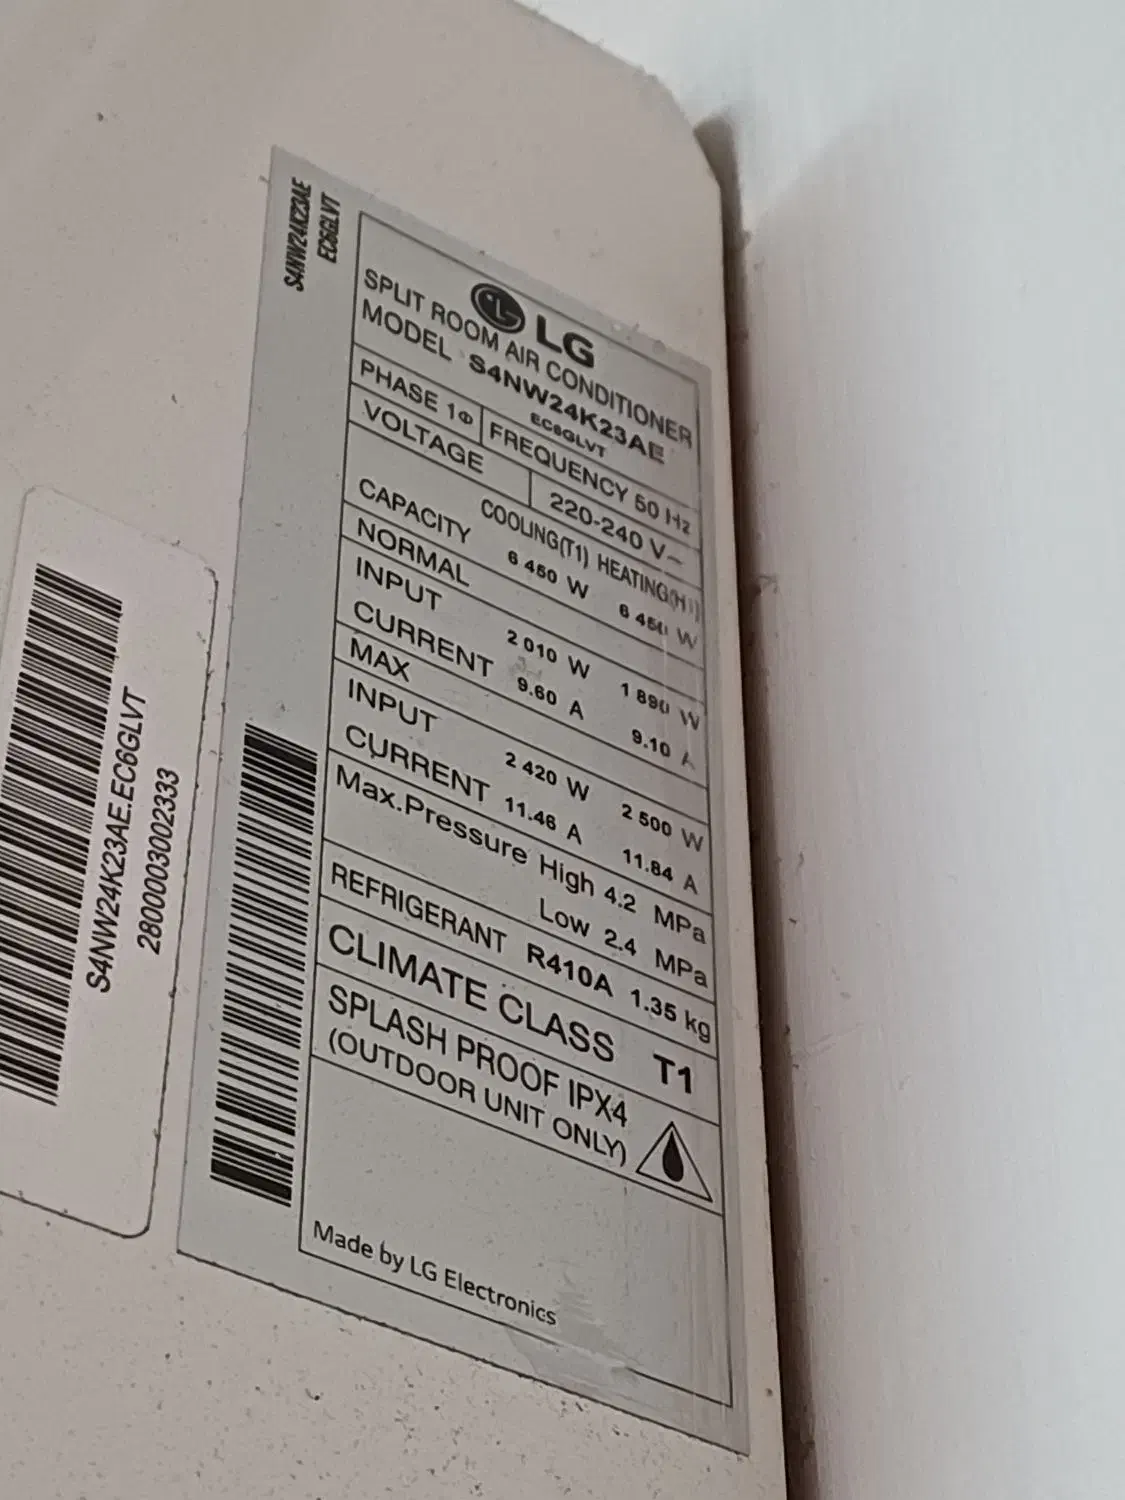 S4NW24K23AE
EC6GLVT
LG
SPLIT ROOM AIR CONDITIONER
MODEL S4NW24K23AE
EC6GLVT
PHASE 1Φ FREQUENCY 50 Hz
VOLTAGE 220-240 V~
COOLING(T1) HEATING(H1)
CAPACITY 6 450 W 6 450 W
NORMAL
INPUT 2 010 W 1 890 W
CURRENT 9.60 A 9.10 A
MAX
INPUT 2 420 W 2 500 W
CURRENT 11.46 A 11.84 A
Max.Pressure High 4.2 MPa
Low 2.4 MPa
REFRIGERANT R410A 1.35 kg
CLIMATE CLASS T1
SPLASH PROOF IPX4
(OUTDOOR UNIT ONLY)
Made by LG Electronics
S4NW24K23AE.EC6GLVT
2800003002333